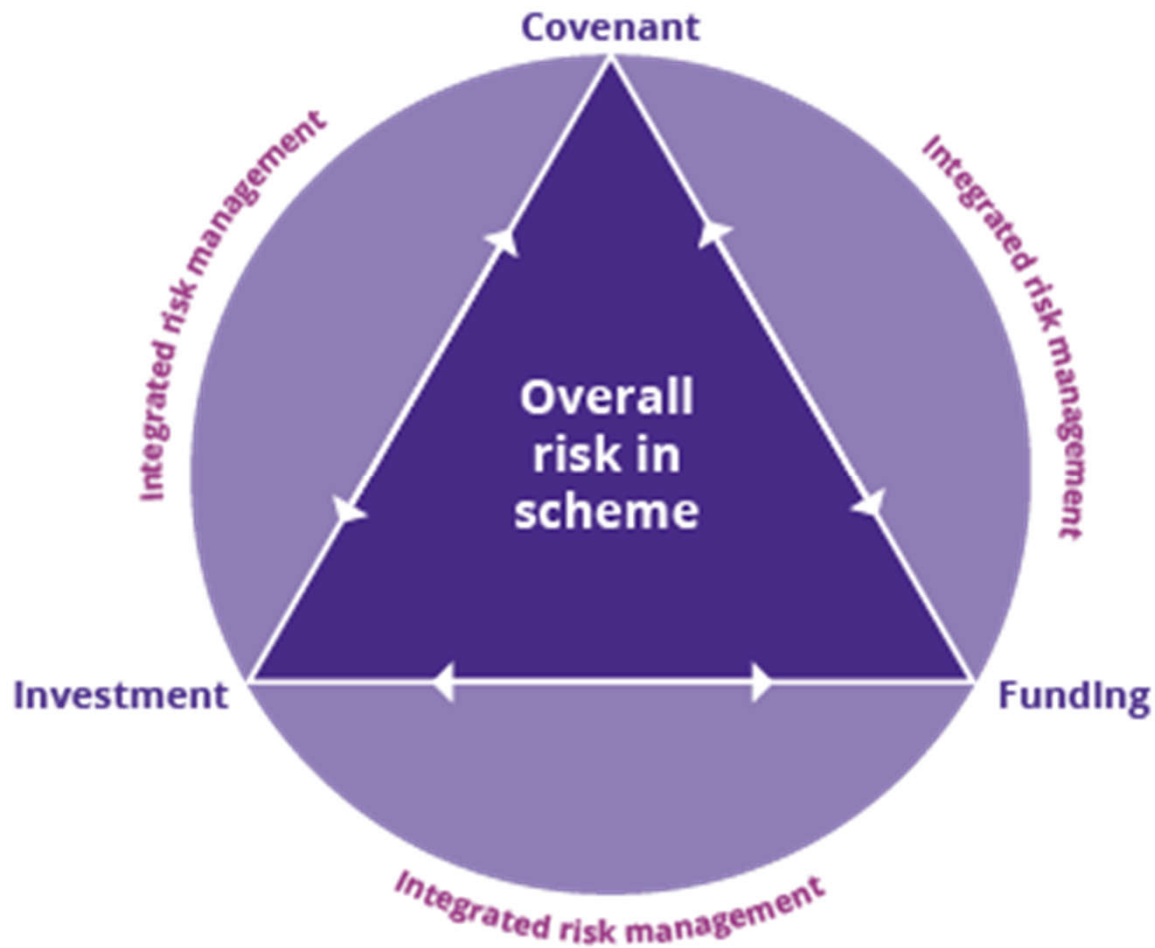 Covenant
Integrated risk management
Integrated risk management
Overall
risk in
scheme
Investment
Funding
Integrated risk management